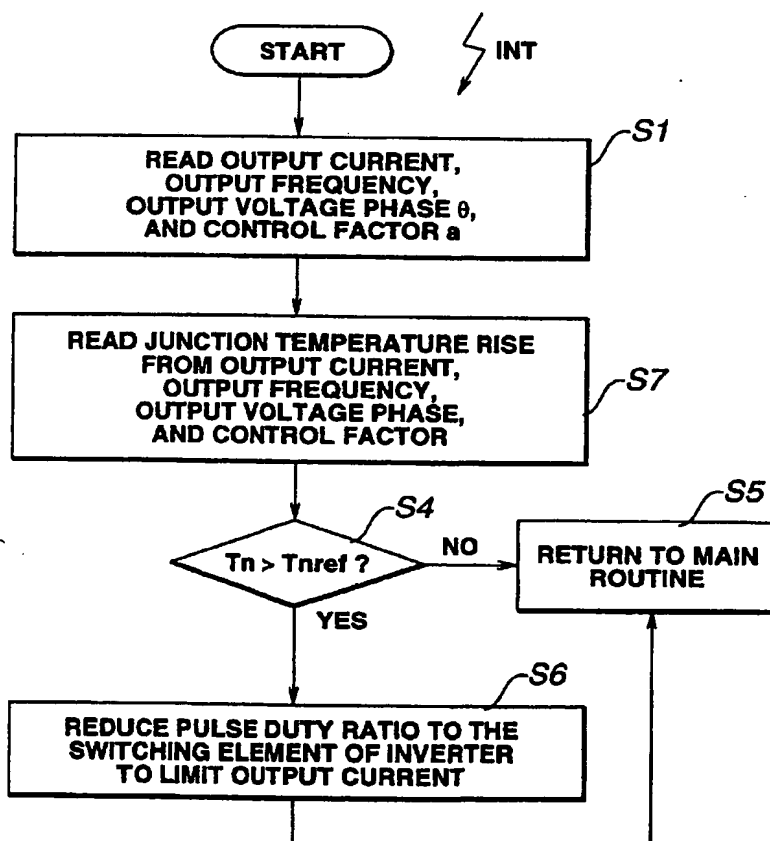 START
INT
S1
READ OUTPUT CURRENT,
OUTPUT FREQUENCY,
OUTPUT VOLTAGE PHASE θ,
AND CONTROL FACTOR a
READ JUNCTION TEMPERATURE RISE
FROM OUTPUT CURRENT,
OUTPUT FREQUENCY,
OUTPUT VOLTAGE PHASE,
AND CONTROL FACTOR
S7
S4
Tn > Tnref ?
NO
YES
S5
RETURN TO MAIN
ROUTINE
S6
REDUCE PULSE DUTY RATIO TO THE
SWITCHING ELEMENT OF INVERTER
TO LIMIT OUTPUT CURRENT